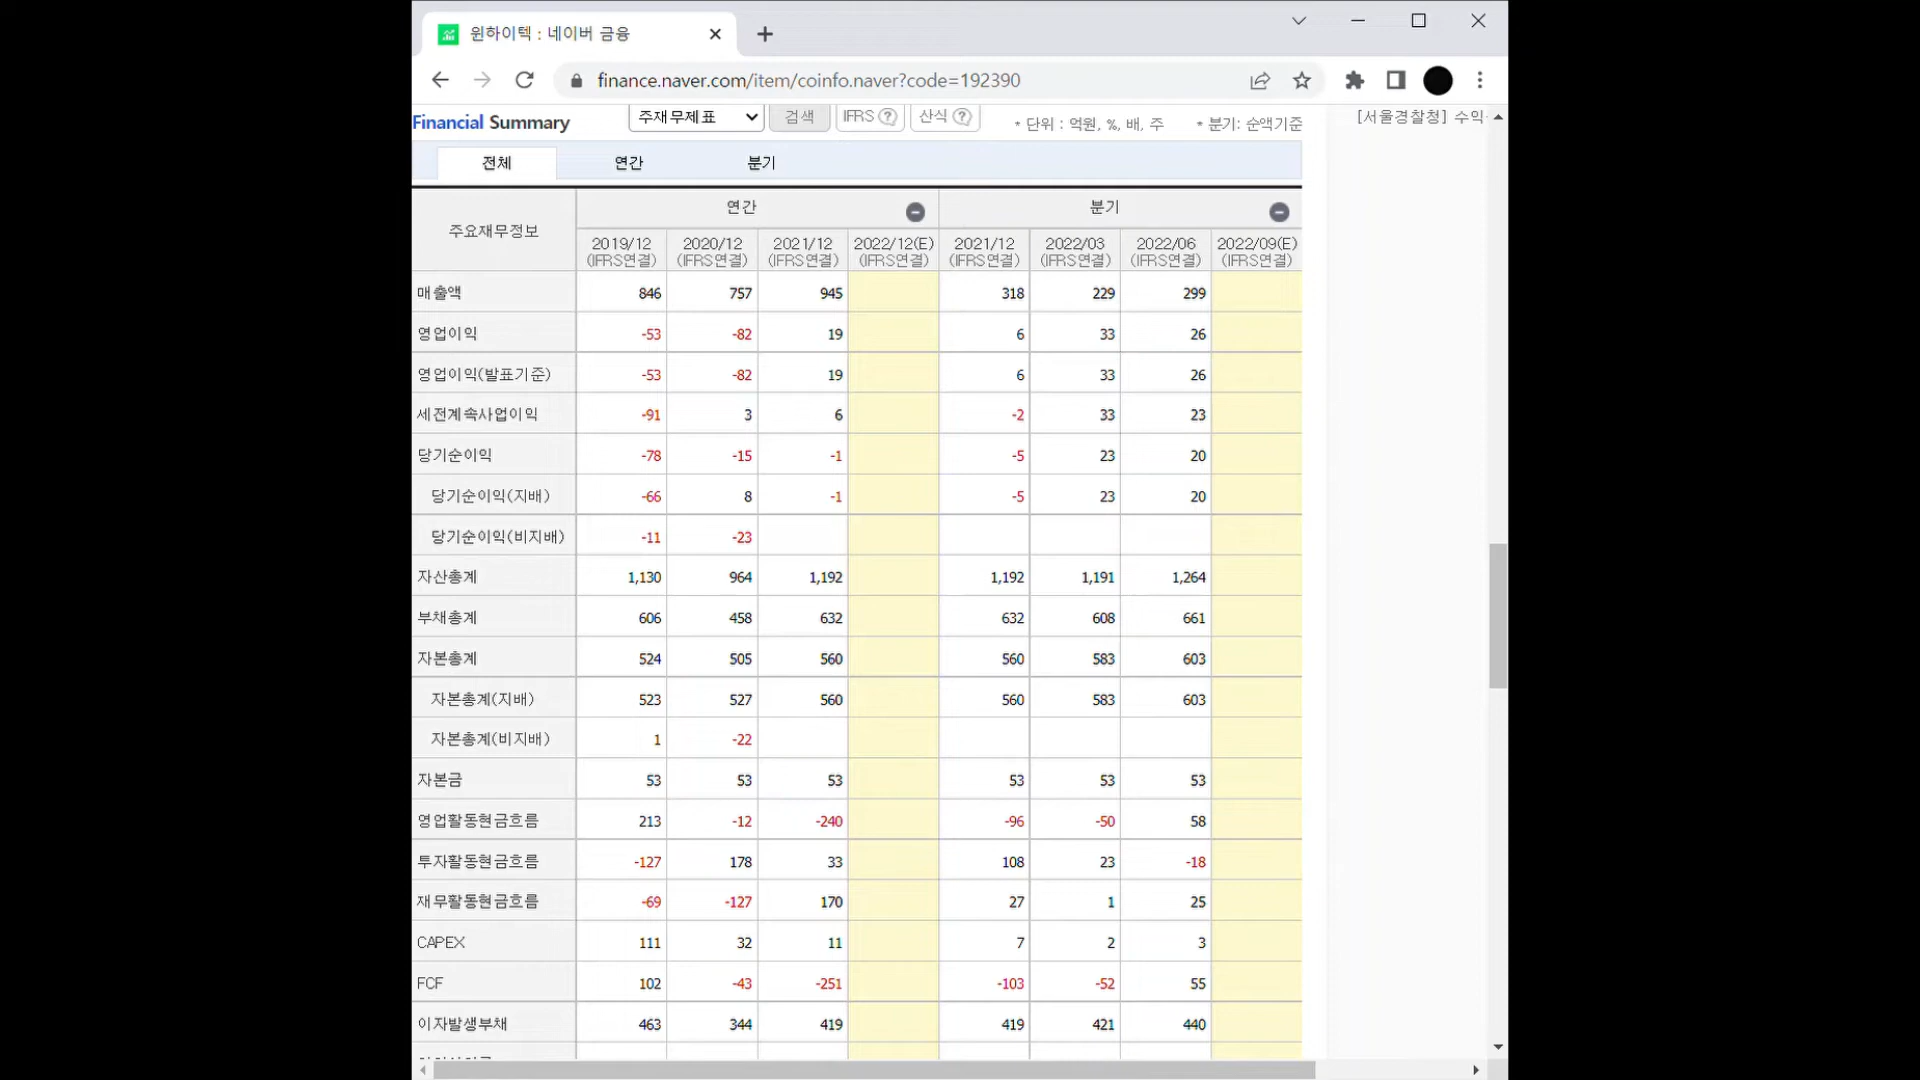 윈하이텍 : 네이버 금융
finance.naver.com/item/coinfo.naver?code=192390
Financial Summary 주재무제표 검색 IFRS ? 산식 ? * 단위 : 억원, %, 배, 주 * 분기: 순액기준 [서울경찰청] 수익
전체 연간 분기
주요재무정보 연간 분기
2019/12 2020/12 2021/12 2022/12(E) 2021/12 2022/03 2022/06 2022/09(E)
(IFRS연결) (IFRS연결) (IFRS연결) (IFRS연결) (IFRS연결) (IFRS연결) (IFRS연결) (IFRS연결)
매출액 846 757 945 318 229 299
영업이익 -53 -82 19 6 33 26
영업이익(발표기준) -53 -82 19 6 33 26
세전계속사업이익 -91 3 6 -2 33 23
당기순이익 -78 -15 -1 -5 23 20
당기순이익(지배) -66 8 -1 -5 23 20
당기순이익(비지배) -11 -23
자산총계 1,130 964 1,192 1,192 1,191 1,264
부채총계 606 458 632 632 608 661
자본총계 524 505 560 560 583 603
자본총계(지배) 523 527 560 560 583 603
자본총계(비지배) 1 -22
자본금 53 53 53 53 53 53
영업활동현금흐름 213 -12 -240 -96 -50 58
투자활동현금흐름 -127 178 33 108 23 -18
재무활동현금흐름 -69 -127 170 27 1 25
CAPEX 111 32 11 7 2 3
FCF 102 -43 -251 -103 -52 55
이자발생부채 463 344 419 419 421 440